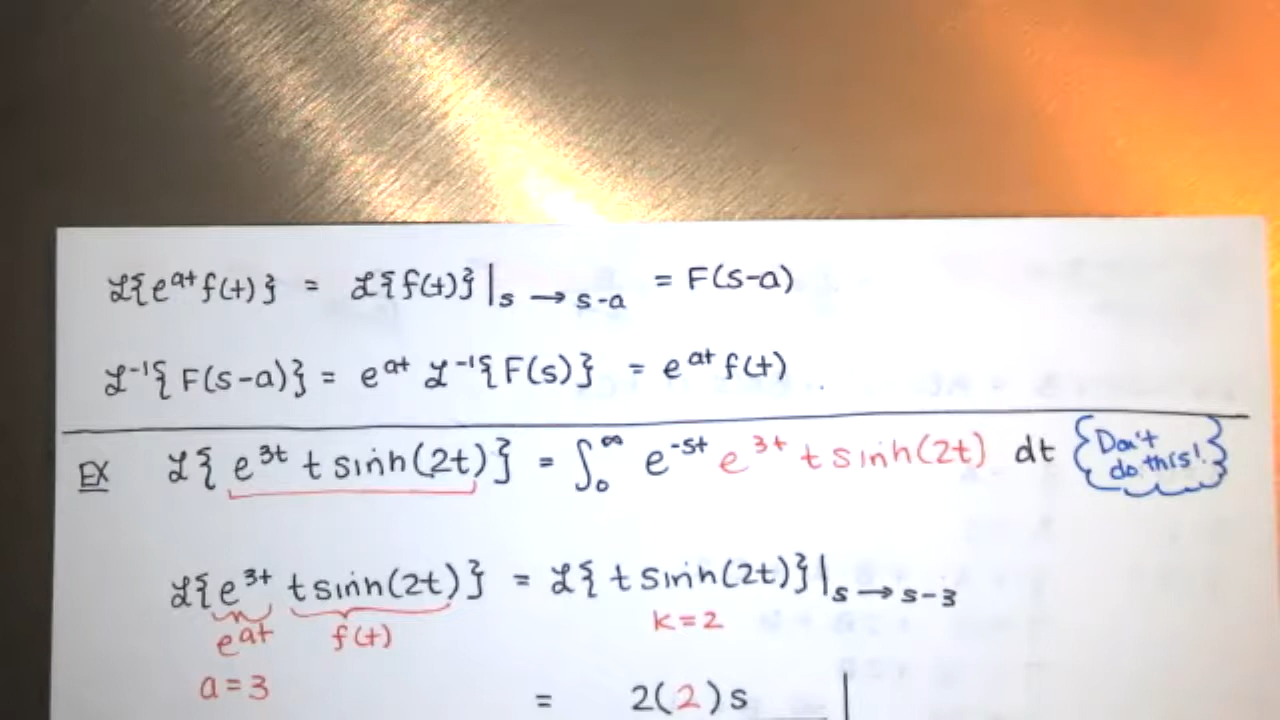 ℒ{e^{at} f(t)} = ℒ{f(t)}|_{s → s-a} = F(s-a)
ℒ^{-1}{F(s-a)} = e^{at} ℒ^{-1}{F(s)} = e^{at} f(t)
EX ℒ{e^{3t} t sinh(2t)} = ∫_0^∞ e^{-st} e^{3t} t sinh(2t) dt Don't do this!
ℒ{e^{3t} t sinh(2t)} = ℒ{t sinh(2t)}|_{s → s-3}
e^{at} f(t) k=2
a=3 = 2(2)s |